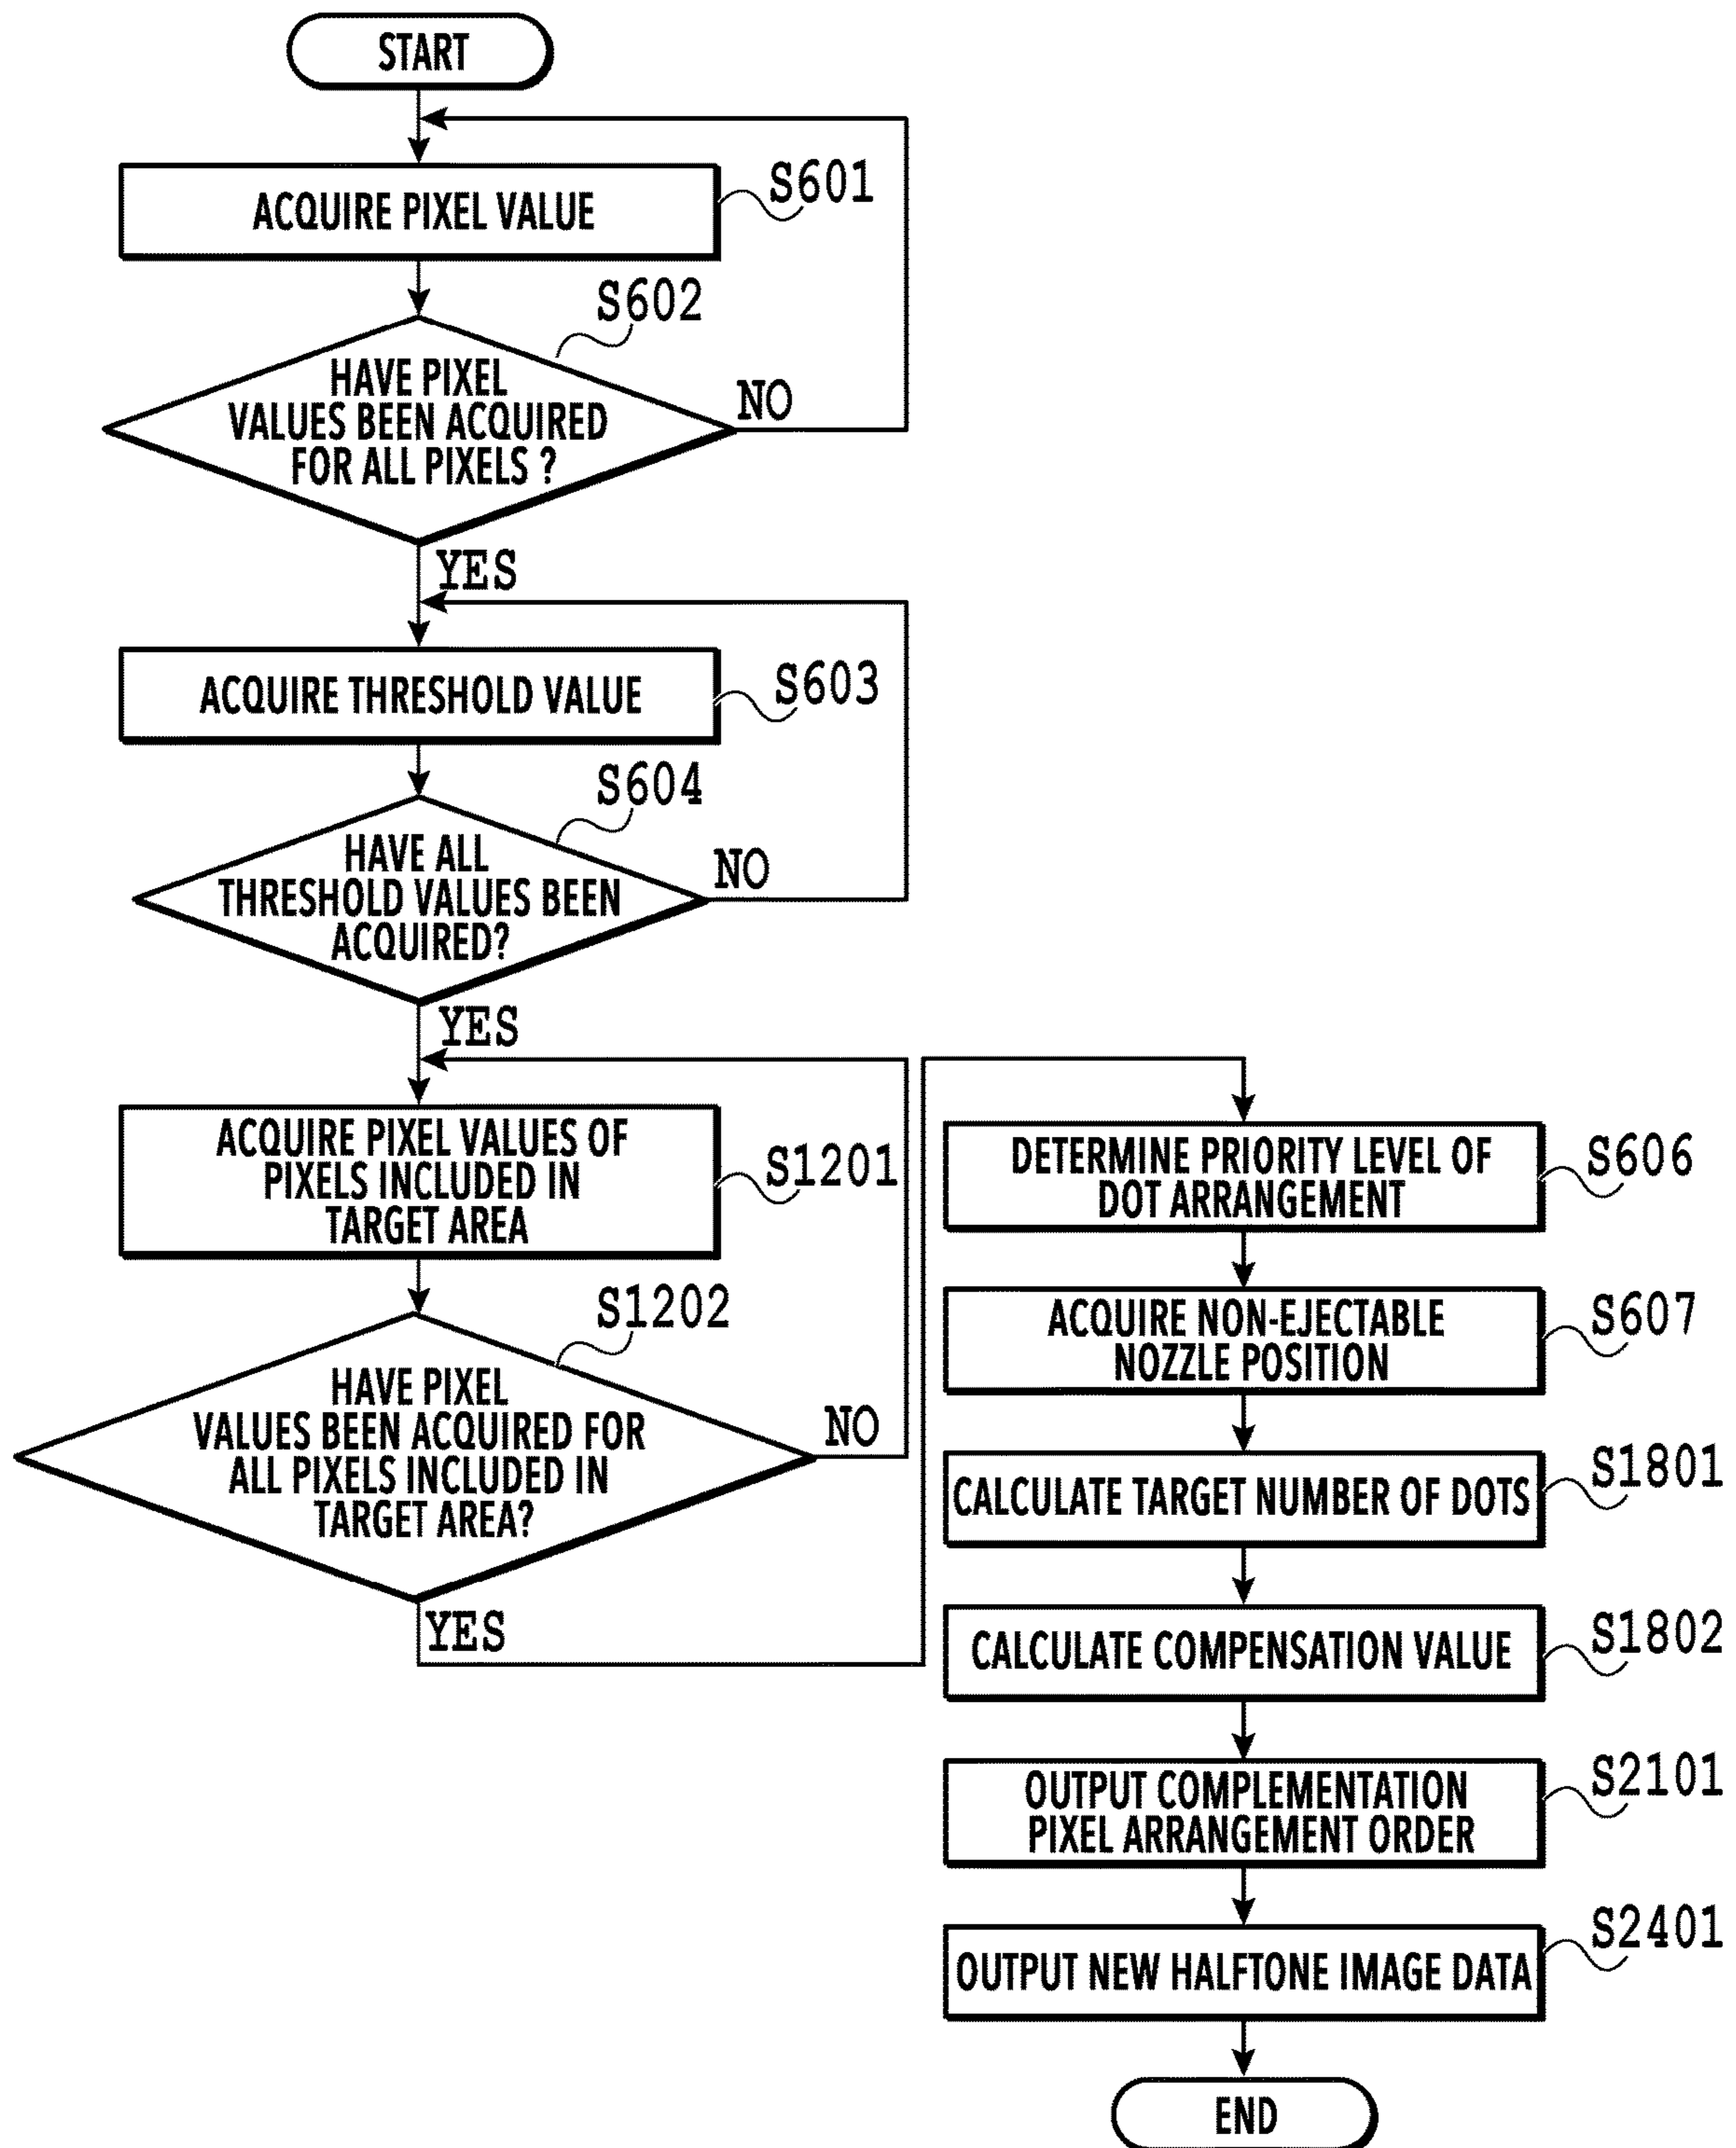 START
ACQUIRE PIXEL VALUE
S601
S602
HAVE PIXEL
VALUES BEEN ACQUIRED
FOR ALL PIXELS ?
NO
YES
ACQUIRE THRESHOLD VALUE
S603
S604
HAVE ALL
THRESHOLD VALUES BEEN
ACQUIRED?
NO
YES
ACQUIRE PIXEL VALUES OF
PIXELS INCLUDED IN
TARGET AREA
S1201
S1202
HAVE PIXEL
VALUES BEEN ACQUIRED FOR
ALL PIXELS INCLUDED IN
TARGET AREA?
NO
YES
DETERMINE PRIORITY LEVEL OF
DOT ARRANGEMENT
S606
ACQUIRE NON-EJECTABLE
NOZZLE POSITION
S607
CALCULATE TARGET NUMBER OF DOTS
S1801
CALCULATE COMPENSATION VALUE
S1802
OUTPUT COMPLEMENTATION
PIXEL ARRANGEMENT ORDER
S2101
OUTPUT NEW HALFTONE IMAGE DATA
S2401
END